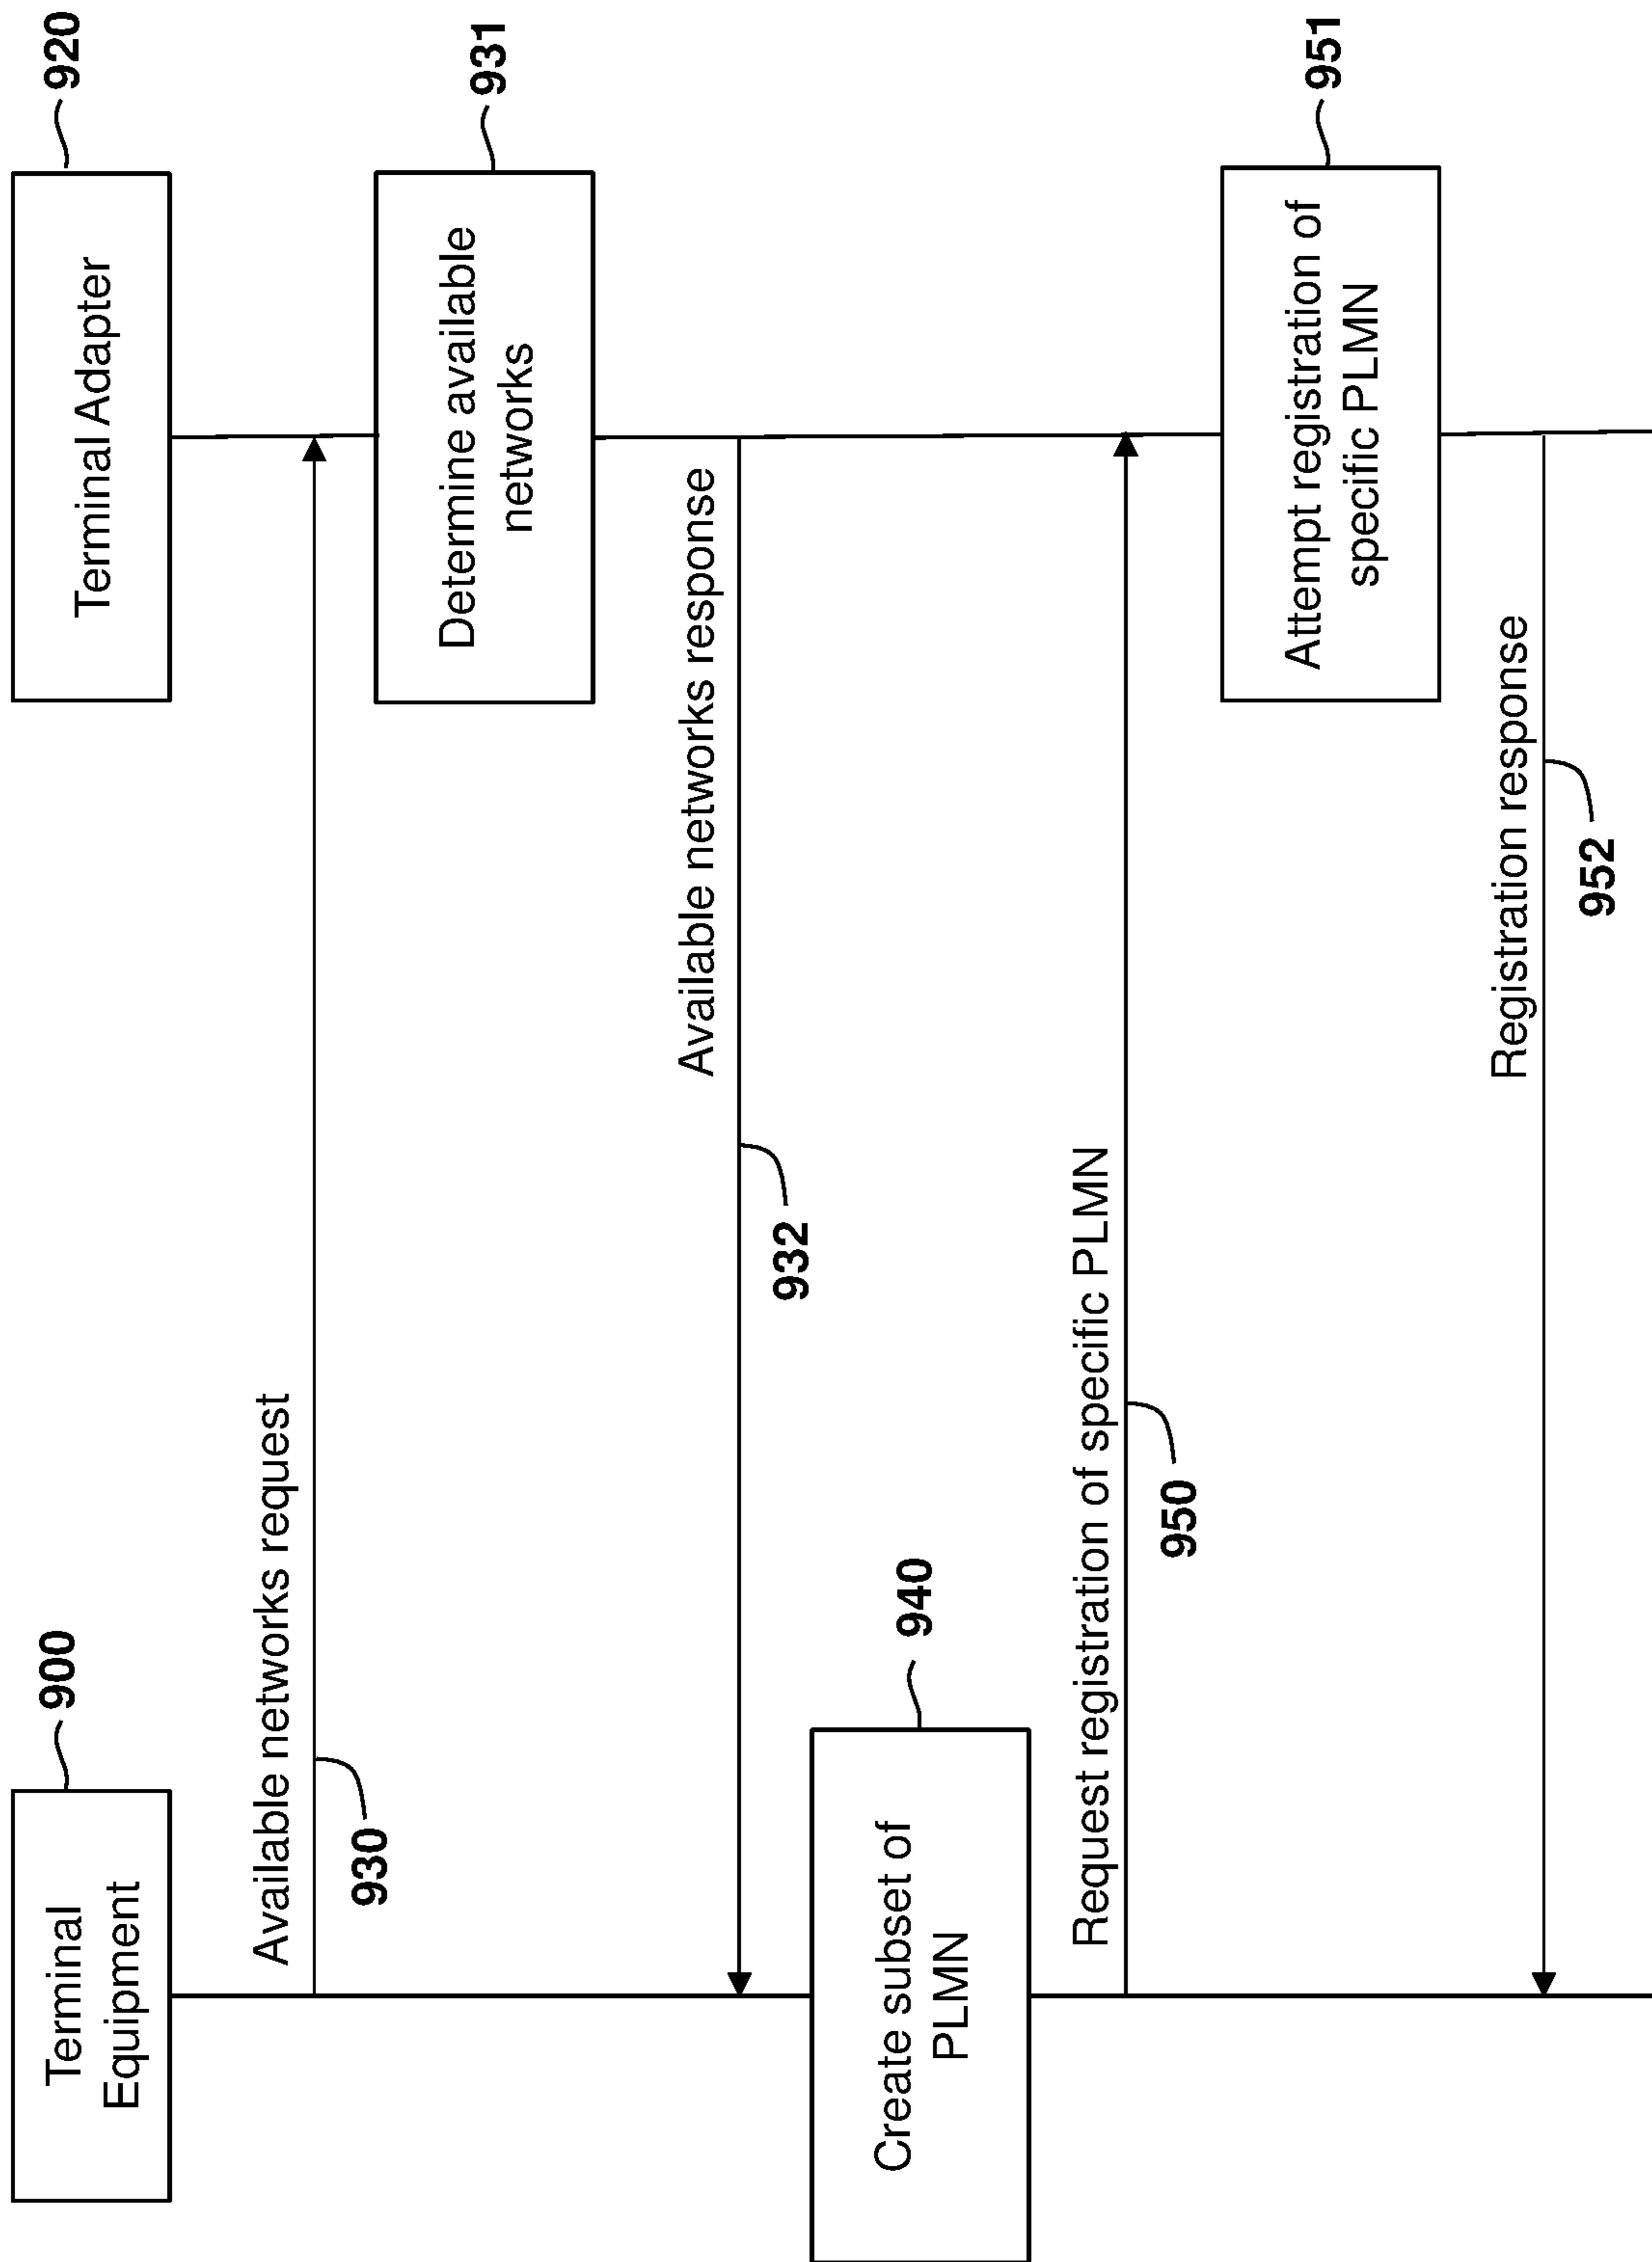 Terminal
Equipment
900
Terminal Adapter
920
Available networks request
930
Determine available
networks
931
Available networks response
932
Create subset of
PLMN
940
Request registration of specific PLMN
950
Attempt registration of
specific PLMN
951
Registration response
952